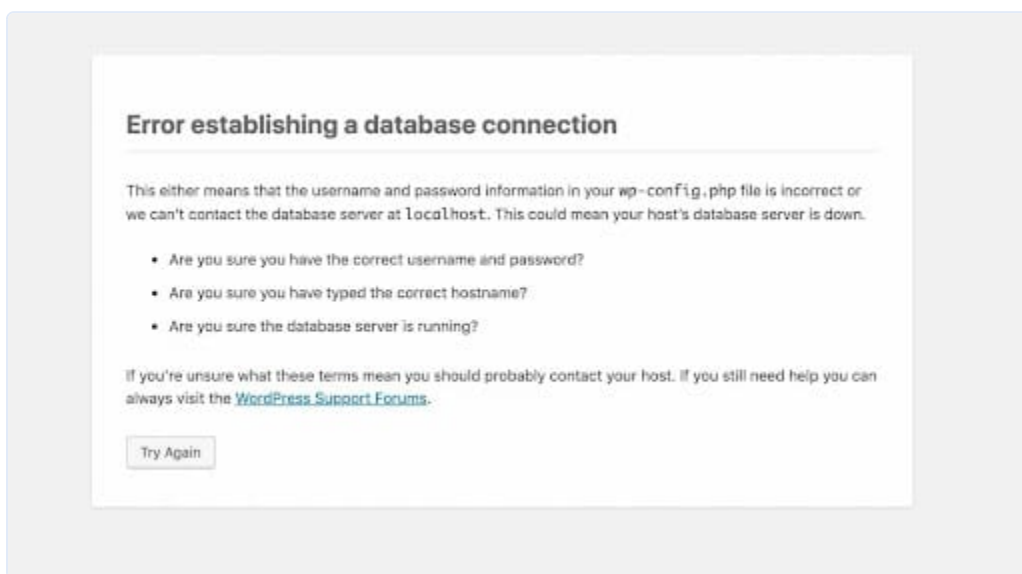 Error establishing a database connection
This either means that the username and password information in your wp-config.php file is incorrect or
we can't contact the database server at localhost. This could mean your host's database server is down.
• Are you sure you have the correct username and password?
• Are you sure you have typed the correct hostname?
• Are you sure the database server is running?
If you're unsure what these terms mean you should probably contact your host. If you still need help you can
always visit the WordPress Support Forums.
Try Again